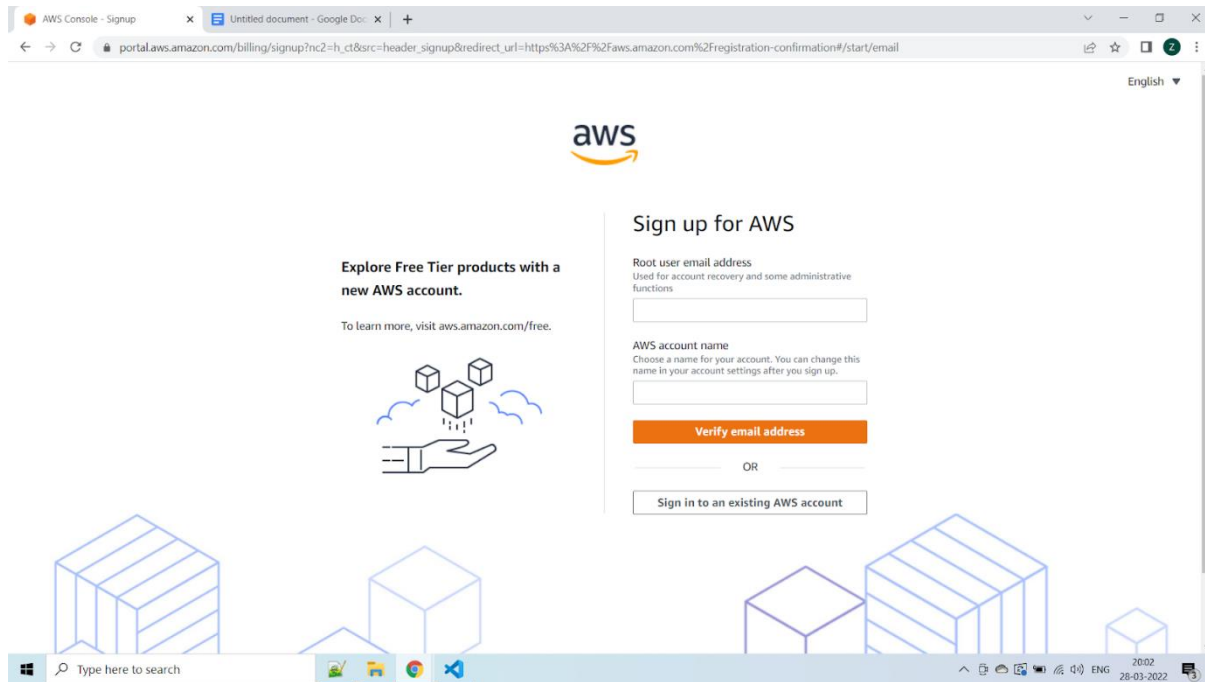 AWS Console - Signup
Untitled document - Google Doc
portal.aws.amazon.com/billing/signup?nc2=h_ct&src=header_signup&redirect_url=https%3A%2F%2Faws.amazon.com%2Fregistration-confirmation#/start/email
Z
English
aws
Explore Free Tier products with a
new AWS account.
To learn more, visit aws.amazon.com/free.
Sign up for AWS
Root user email address
Used for account recovery and some administrative
functions
AWS account name
Choose a name for your account. You can change this
name in your account settings after you sign up.
Verify email address
OR
Sign in to an existing AWS account
Type here to search
ENG
20:02
28-03-2022
3